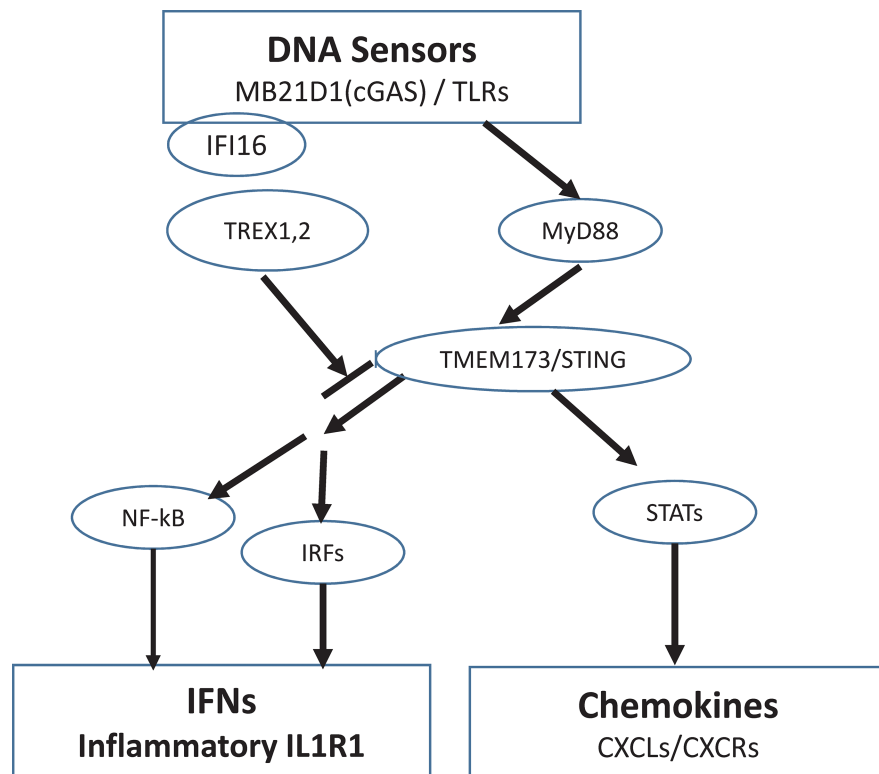 DNA Sensors
MB21D1(cGAS) / TLRs
IFI16
TREX1,2
MyD88
TMEM173/STING
NF-kB
STATs
IRFs
IFNs
Inflammatory IL1R1
Chemokines
CXCLs/CXCRs